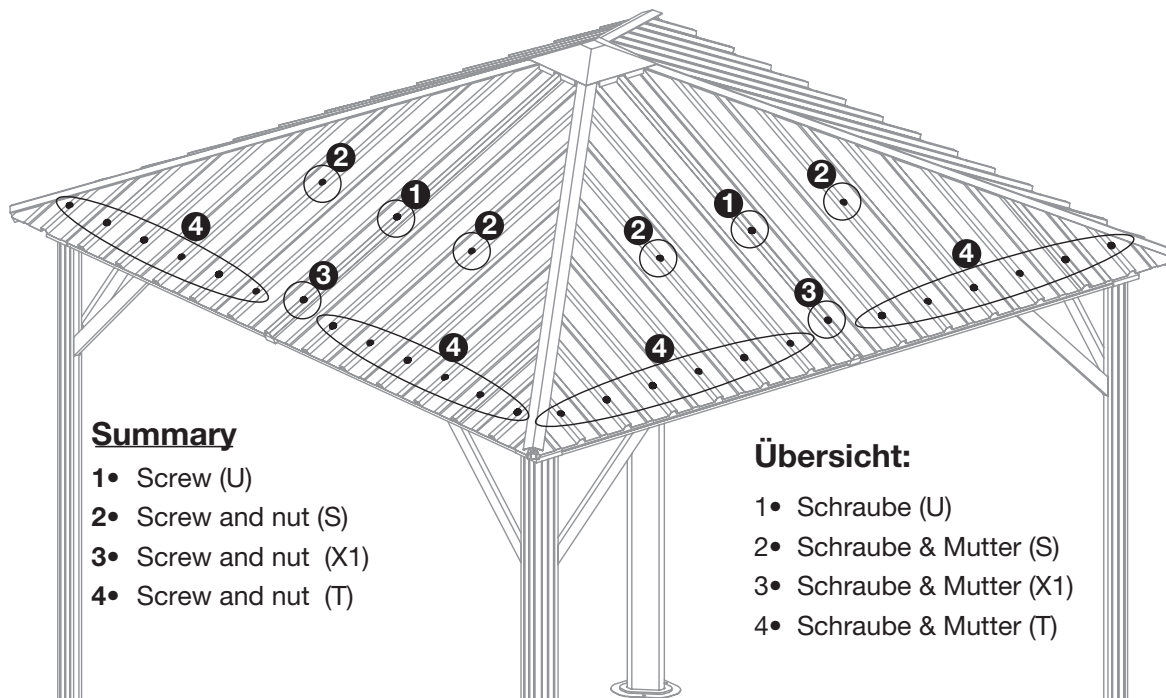 2
1
2
4
3
4
2
1
2
4
3
4
Summary
1• Screw (U)
2• Screw and nut (S)
3• Screw and nut (X1)
4• Screw and nut (T)
Übersicht:
1• Schraube (U)
2• Schraube & Mutter (S)
3• Schraube & Mutter (X1)
4• Schraube & Mutter (T)